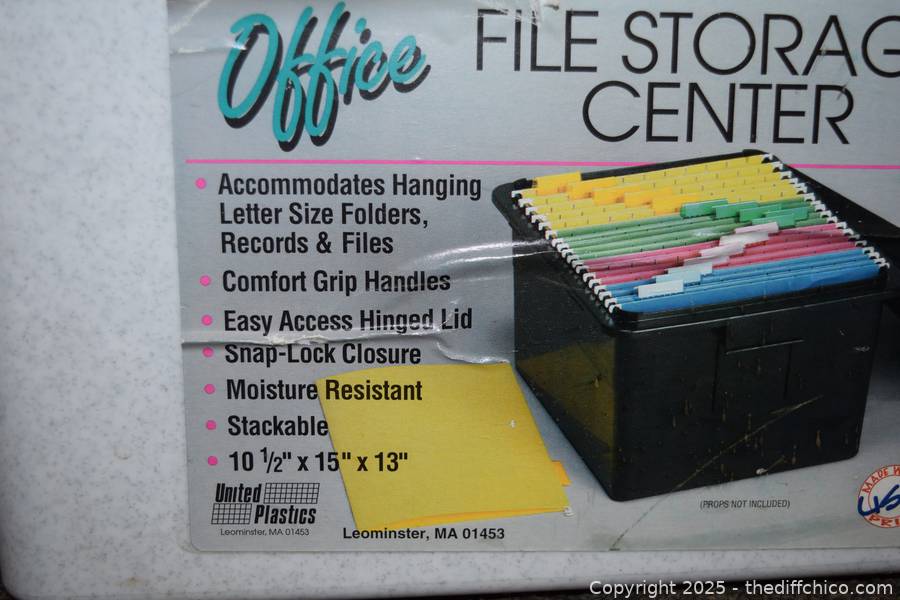 Office
FILE STORAG
CENTER
Accommodates Hanging
Letter Size Folders,
Records & Files
Comfort Grip Handles
Easy Access Hinged Lid
Snap-Lock Closure
Moisture Resistant
Stackable
10 1/2" x 15" x 13"
United
Plastics
Leominster, MA 01453
Leominster, MA 01453
(PROPS NOT INCLUDED)
MADE W
PRI
Copyright 2025 - thediffchico.com